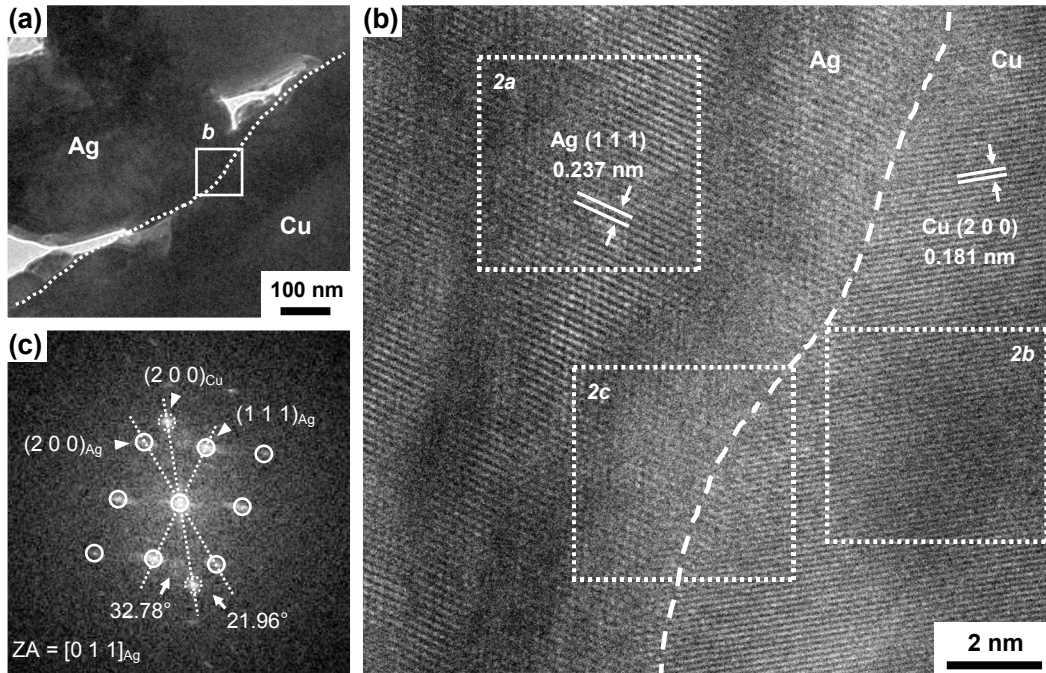 (a)
b
Ag
Cu
100 nm
(b)
2a
Ag
Cu
Ag (1 1 1)
0.237 nm
Cu (2 0 0)
0.181 nm
2b
2c
2 nm
(c)
(2 0 0)Cu
(1 1 1)Ag
(2 0 0)Ag
32.78°
21.96°
ZA = [0 1 1]Ag